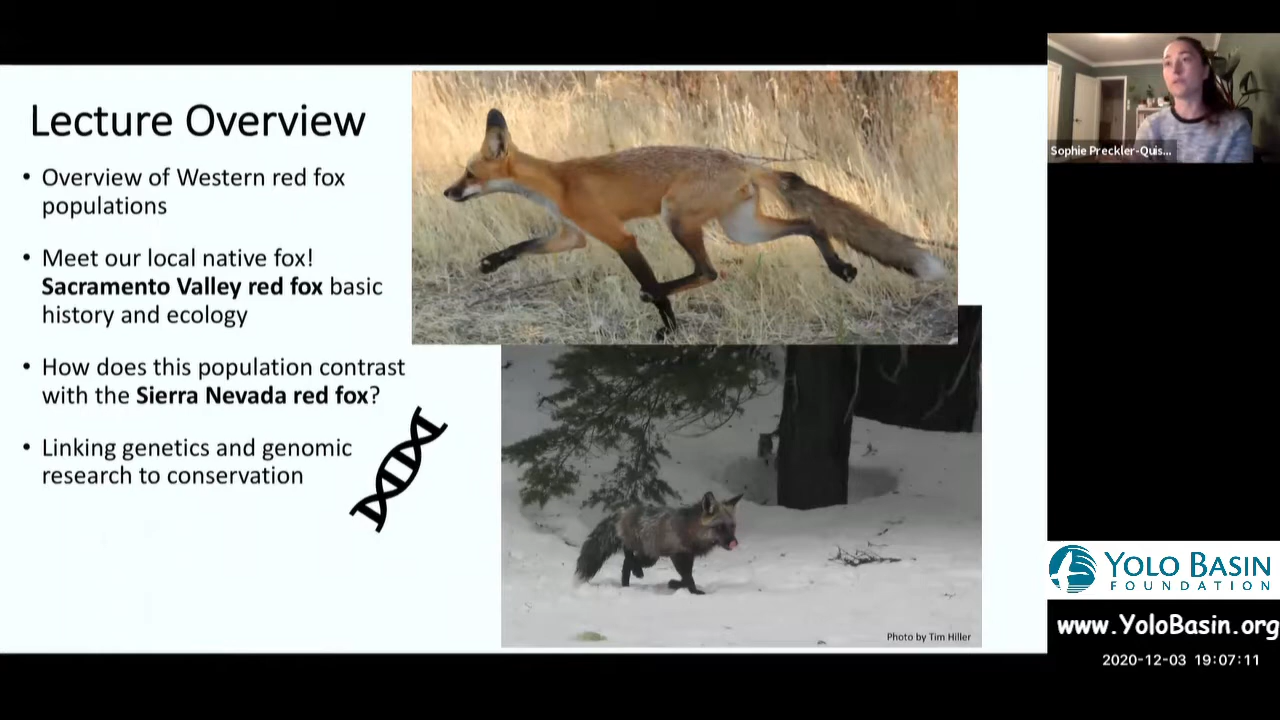 Lecture Overview
• Overview of Western red fox
populations
• Meet our local native fox!
Sacramento Valley red fox basic
history and ecology
• How does this population contrast
with the Sierra Nevada red fox?
• Linking genetics and genomic
research to conservation
Photo by Tim Hiller
Sophie Preckler-Quis...
YOLO BASIN
FOUNDATION
www.YoloBasin.org
2020-12-03 19:07:11